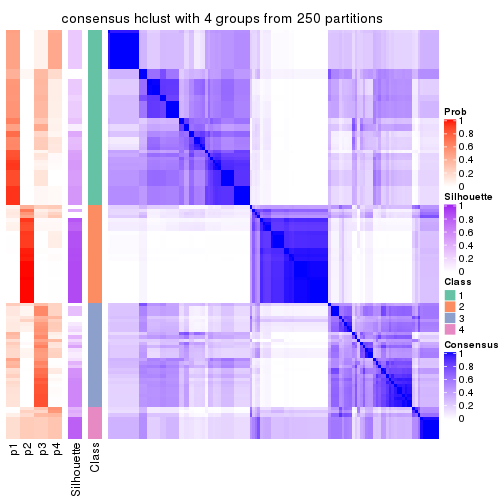 consensus hclust with 4 groups from 250 partitions
Prob
1
0.8
0.6
0.4
0.2
0
Silhouette
1
0.8
0.6
0.4
0.2
0
Class
1
2
3
4
Consensus
1
0.8
0.6
0.4
0.2
0
p1
p2
p3
p4
Silhouette
Class